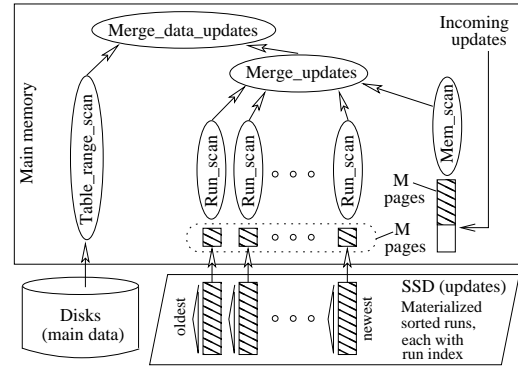 Incoming
updates
Merge_data_updates
Merge_updates
Main memory
Table_range_scan
Run_scan
Run_scan
Run_scan
Mem_scan
M
pages
M
pages
Disks
(main data)
oldest
newest
SSD (updates)
Materialized
sorted runs,
each with
run index